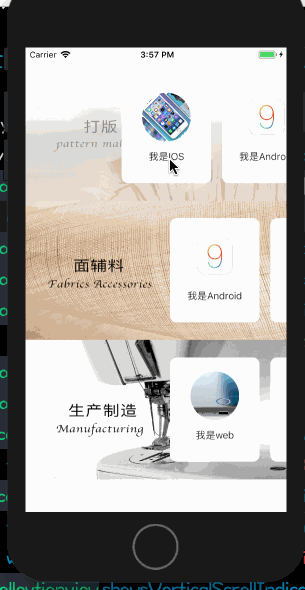 Carrier
3:57 PM
打版
pattern mak
我是IOS
我是Andro
面辅料
Fabrics Accessories
我是Android
生产制造
Manufacturing
我是web
ollcytionview.showsVerticalScrollIndica